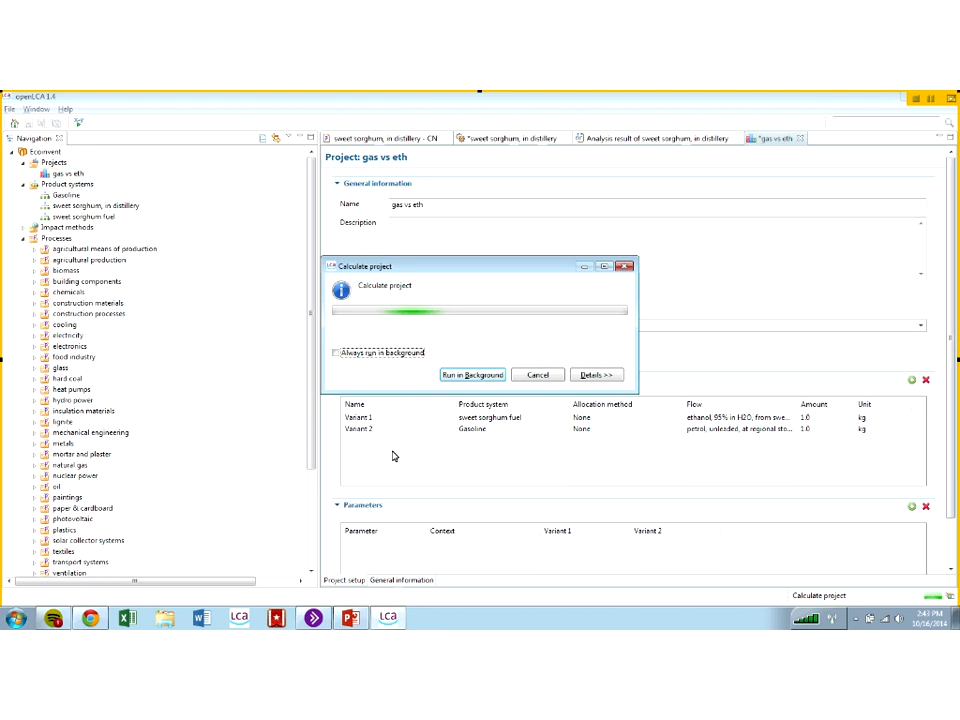 openLCA 1.4
File Window Help
Navigation
sweet sorghum, in distillery - CN
*sweet sorghum, in distillery
Analysis result of sweet sorghum, in distillery
*gas vs eth
Ecoinvent
Projects
gas vs eth
Product systems
Gasoline
sweet sorghum, in distillery
sweet sorghum fuel
Impact methods
Processes
agricultural means of production
agricultural production
biomass
building components
chemicals
construction materials
construction processes
cooling
electricity
electronics
food industry
glass
hard coal
heat pumps
hydro power
insulation materials
lignite
mechanical engineering
metals
mortar and plaster
natural gas
nuclear power
oil
paintings
paper & cardboard
photovoltaic
plastics
solar collector systems
textiles
transport systems
ventilation
Project: gas vs eth
General information
Name gas vs eth
Description
LCA Calculate project
Calculate project
Always run in background
Run in Background Cancel Details >>
Name Product system Allocation method Flow Amount Unit
Variant 1 sweet sorghum fuel None ethanol, 95% in H2O, from swe... 1.0 kg
Variant 2 Gasoline None petrol, unleaded, at regional sto... 1.0 kg
Parameters
Parameter Context Variant 1 Variant 2
Project setup General information
Calculate project
LCA
LCA
2:43 PM
10/16/2014